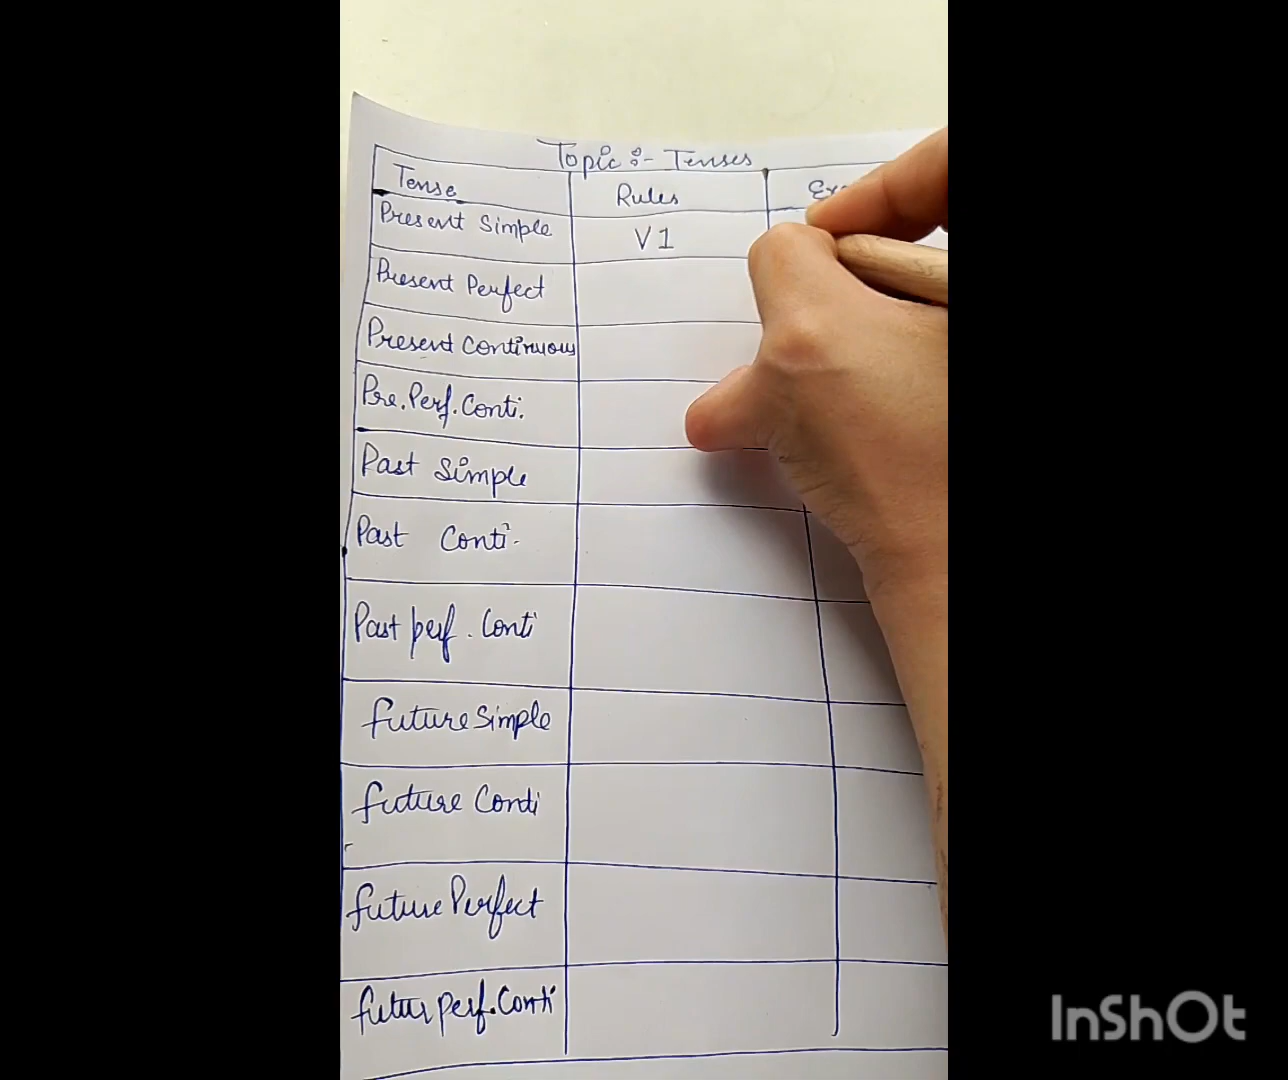 Topic :- Tenses
Tense Rules
Present Simple V1
Present Perfect
Present Continuous
Pre. Perf. Conti.
Past Simple
Past Conti.
Past perf. Conti
future Simple
future Conti
future Perfect
futur perf. Conti
InShOt